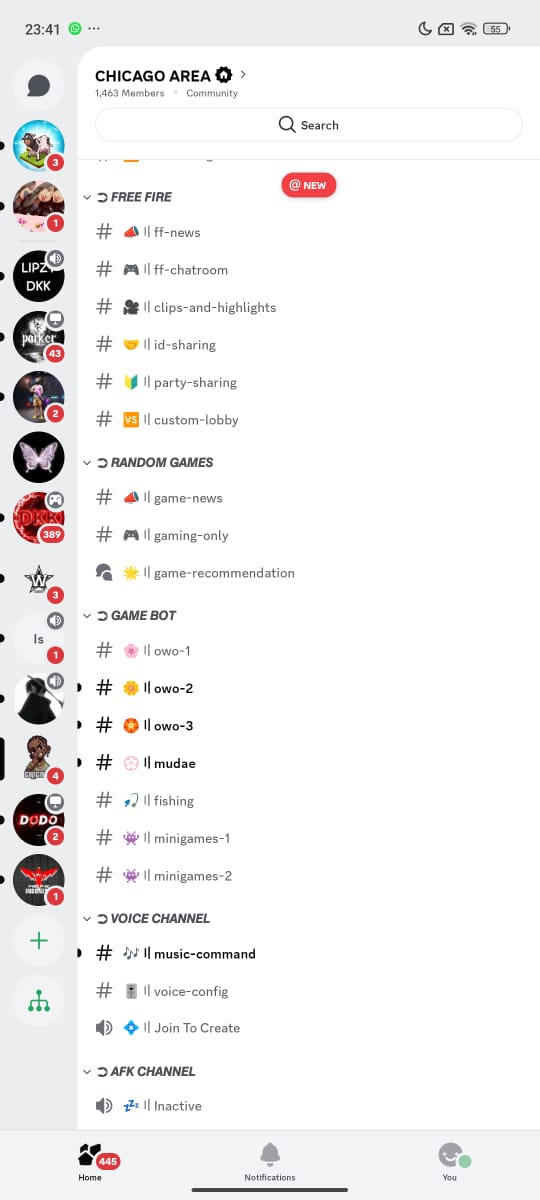 23:41
55
CHICAGO AREA
1,463 Members • Community
Search
@ NEW
FREE FIRE
ff-news
ff-chatroom
clips-and-highlights
id-sharing
party-sharing
VS custom-lobby
RANDOM GAMES
game-news
gaming-only
game-recommendation
GAME BOT
owo-1
owo-2
owo-3
mudae
fishing
minigames-1
minigames-2
VOICE CHANNEL
music-command
voice-config
Join To Create
AFK CHANNEL
Inactive
3
1
LIPZ
DKK
parker
43
2
DKK
389
W
3
Is
1
4
DODO
2
1
445
Home
Notifications
You